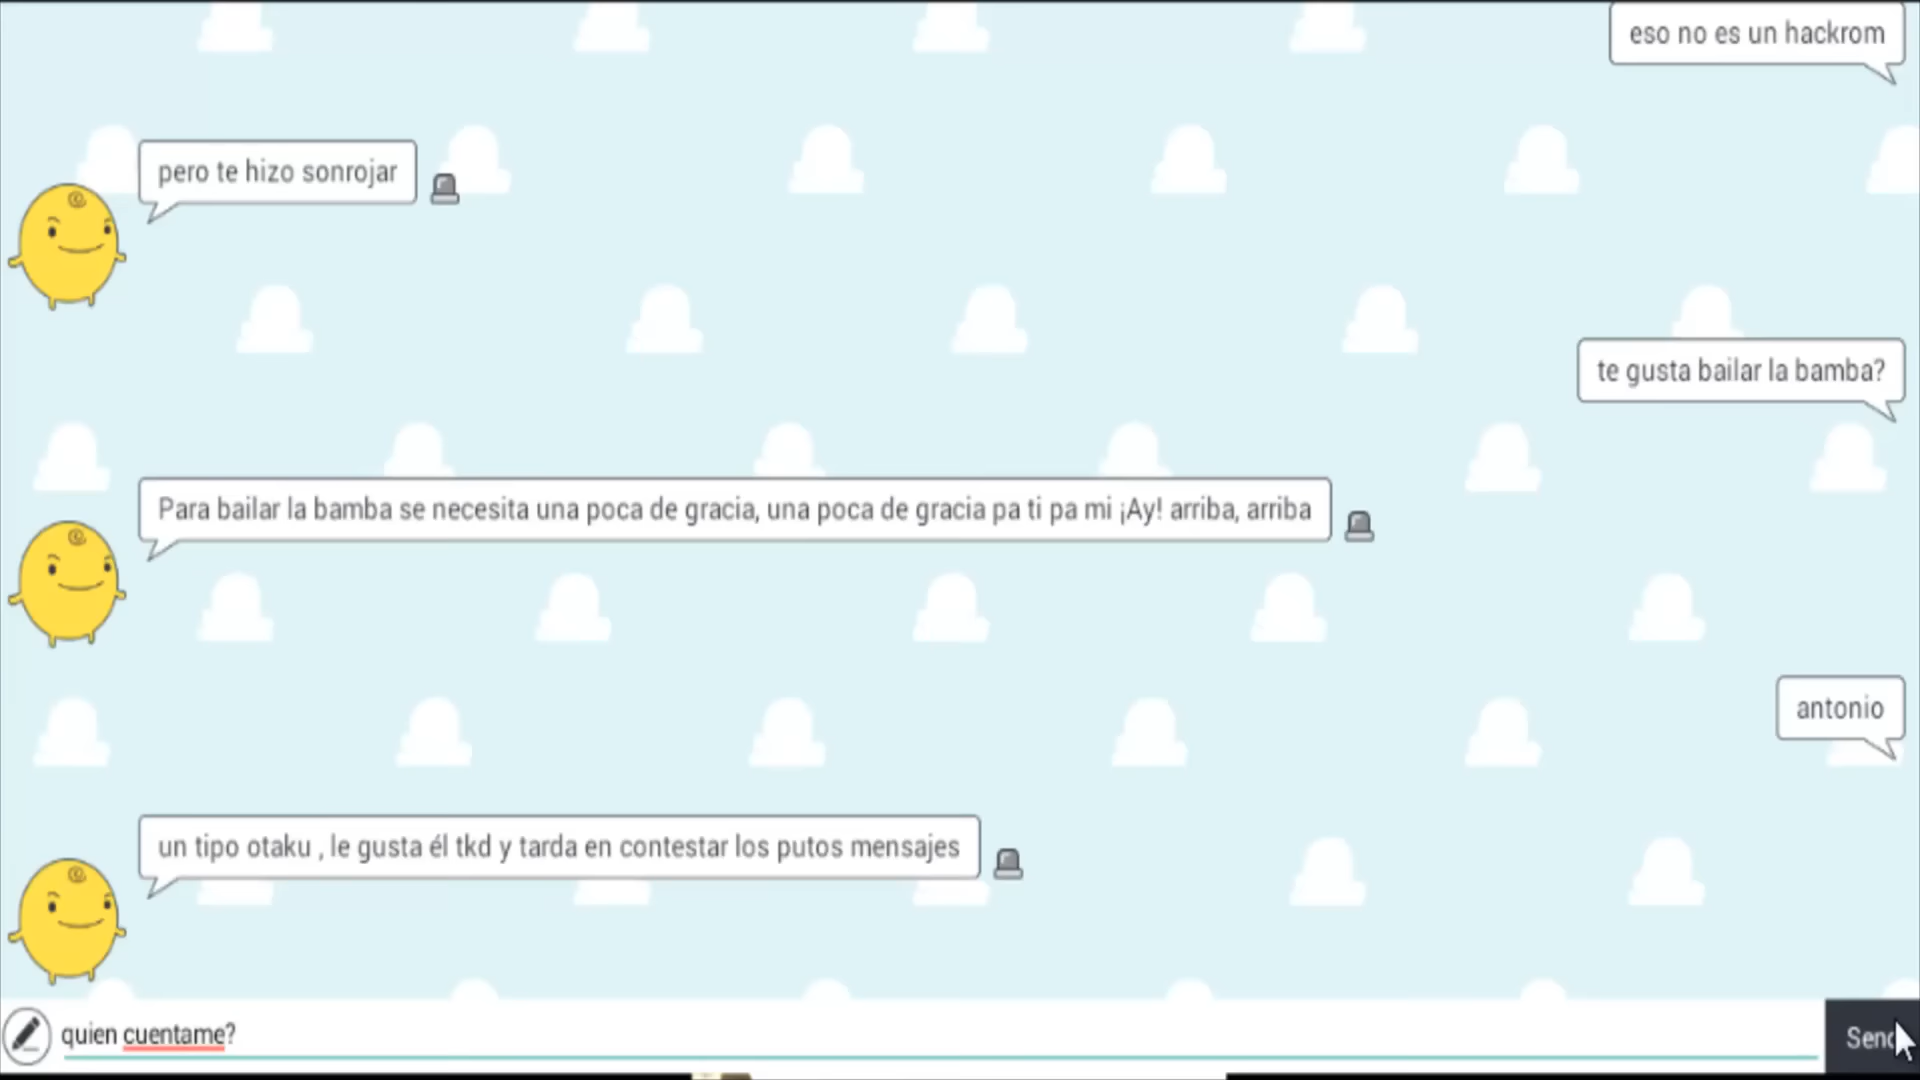 eso no es un hackrom
pero te hizo sonrojar
te gusta bailar la bamba?
Para bailar la bamba se necesita una poca de gracia, una poca de gracia pa ti pa mi ¡Ay! arriba, arriba
antonio
un tipo otaku , le gusta él tkd y tarda en contestar los putos mensajes
quien cuentame?
Send